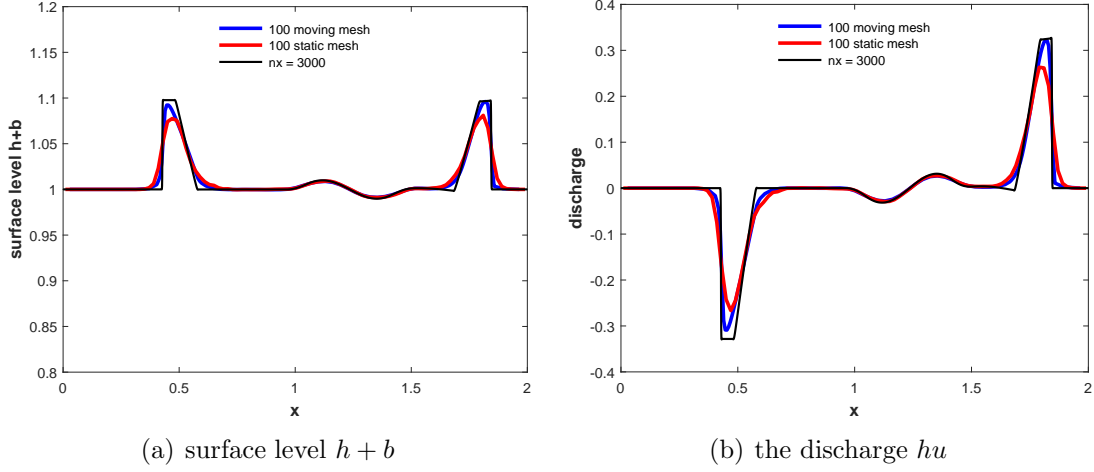 1.2
1.15
1.1
1.05
1
0.95
0.9
0.85
0.8
surface level h+b
100 moving mesh
100 static mesh
nx = 3000
0
0.5
1
1.5
2
x
(a) surface level h + b
0.4
0.3
0.2
0.1
0
-0.1
-0.2
-0.3
-0.4
discharge
100 moving mesh
100 static mesh
nx = 3000
0
0.5
1
1.5
2
x
(b) the discharge hu